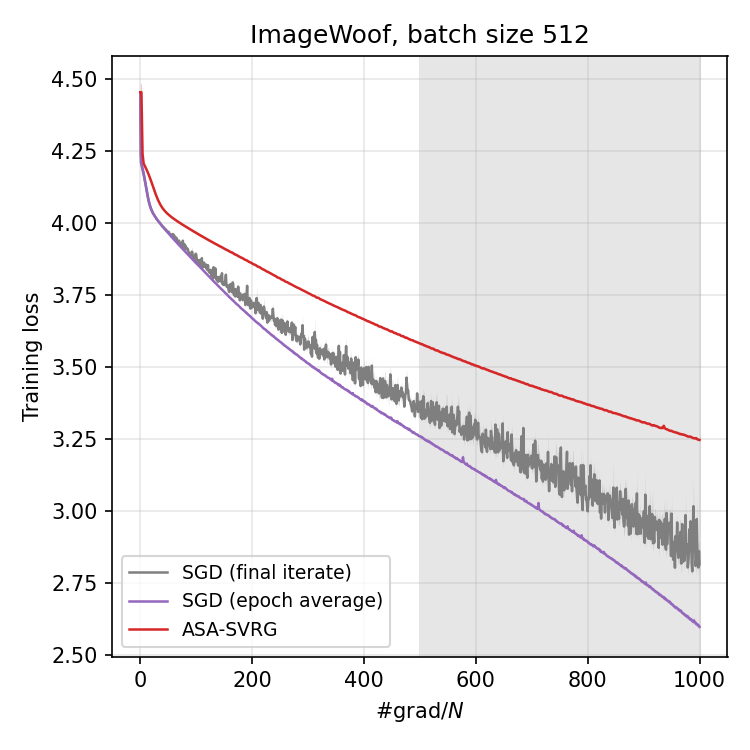 ImageWoof, batch size 512
Training loss
4.50
4.25
4.00
3.75
3.50
3.25
3.00
2.75
2.50
SGD (final iterate)
SGD (epoch average)
ASA-SVRG
0 200 400 600 800 1000
#grad/N